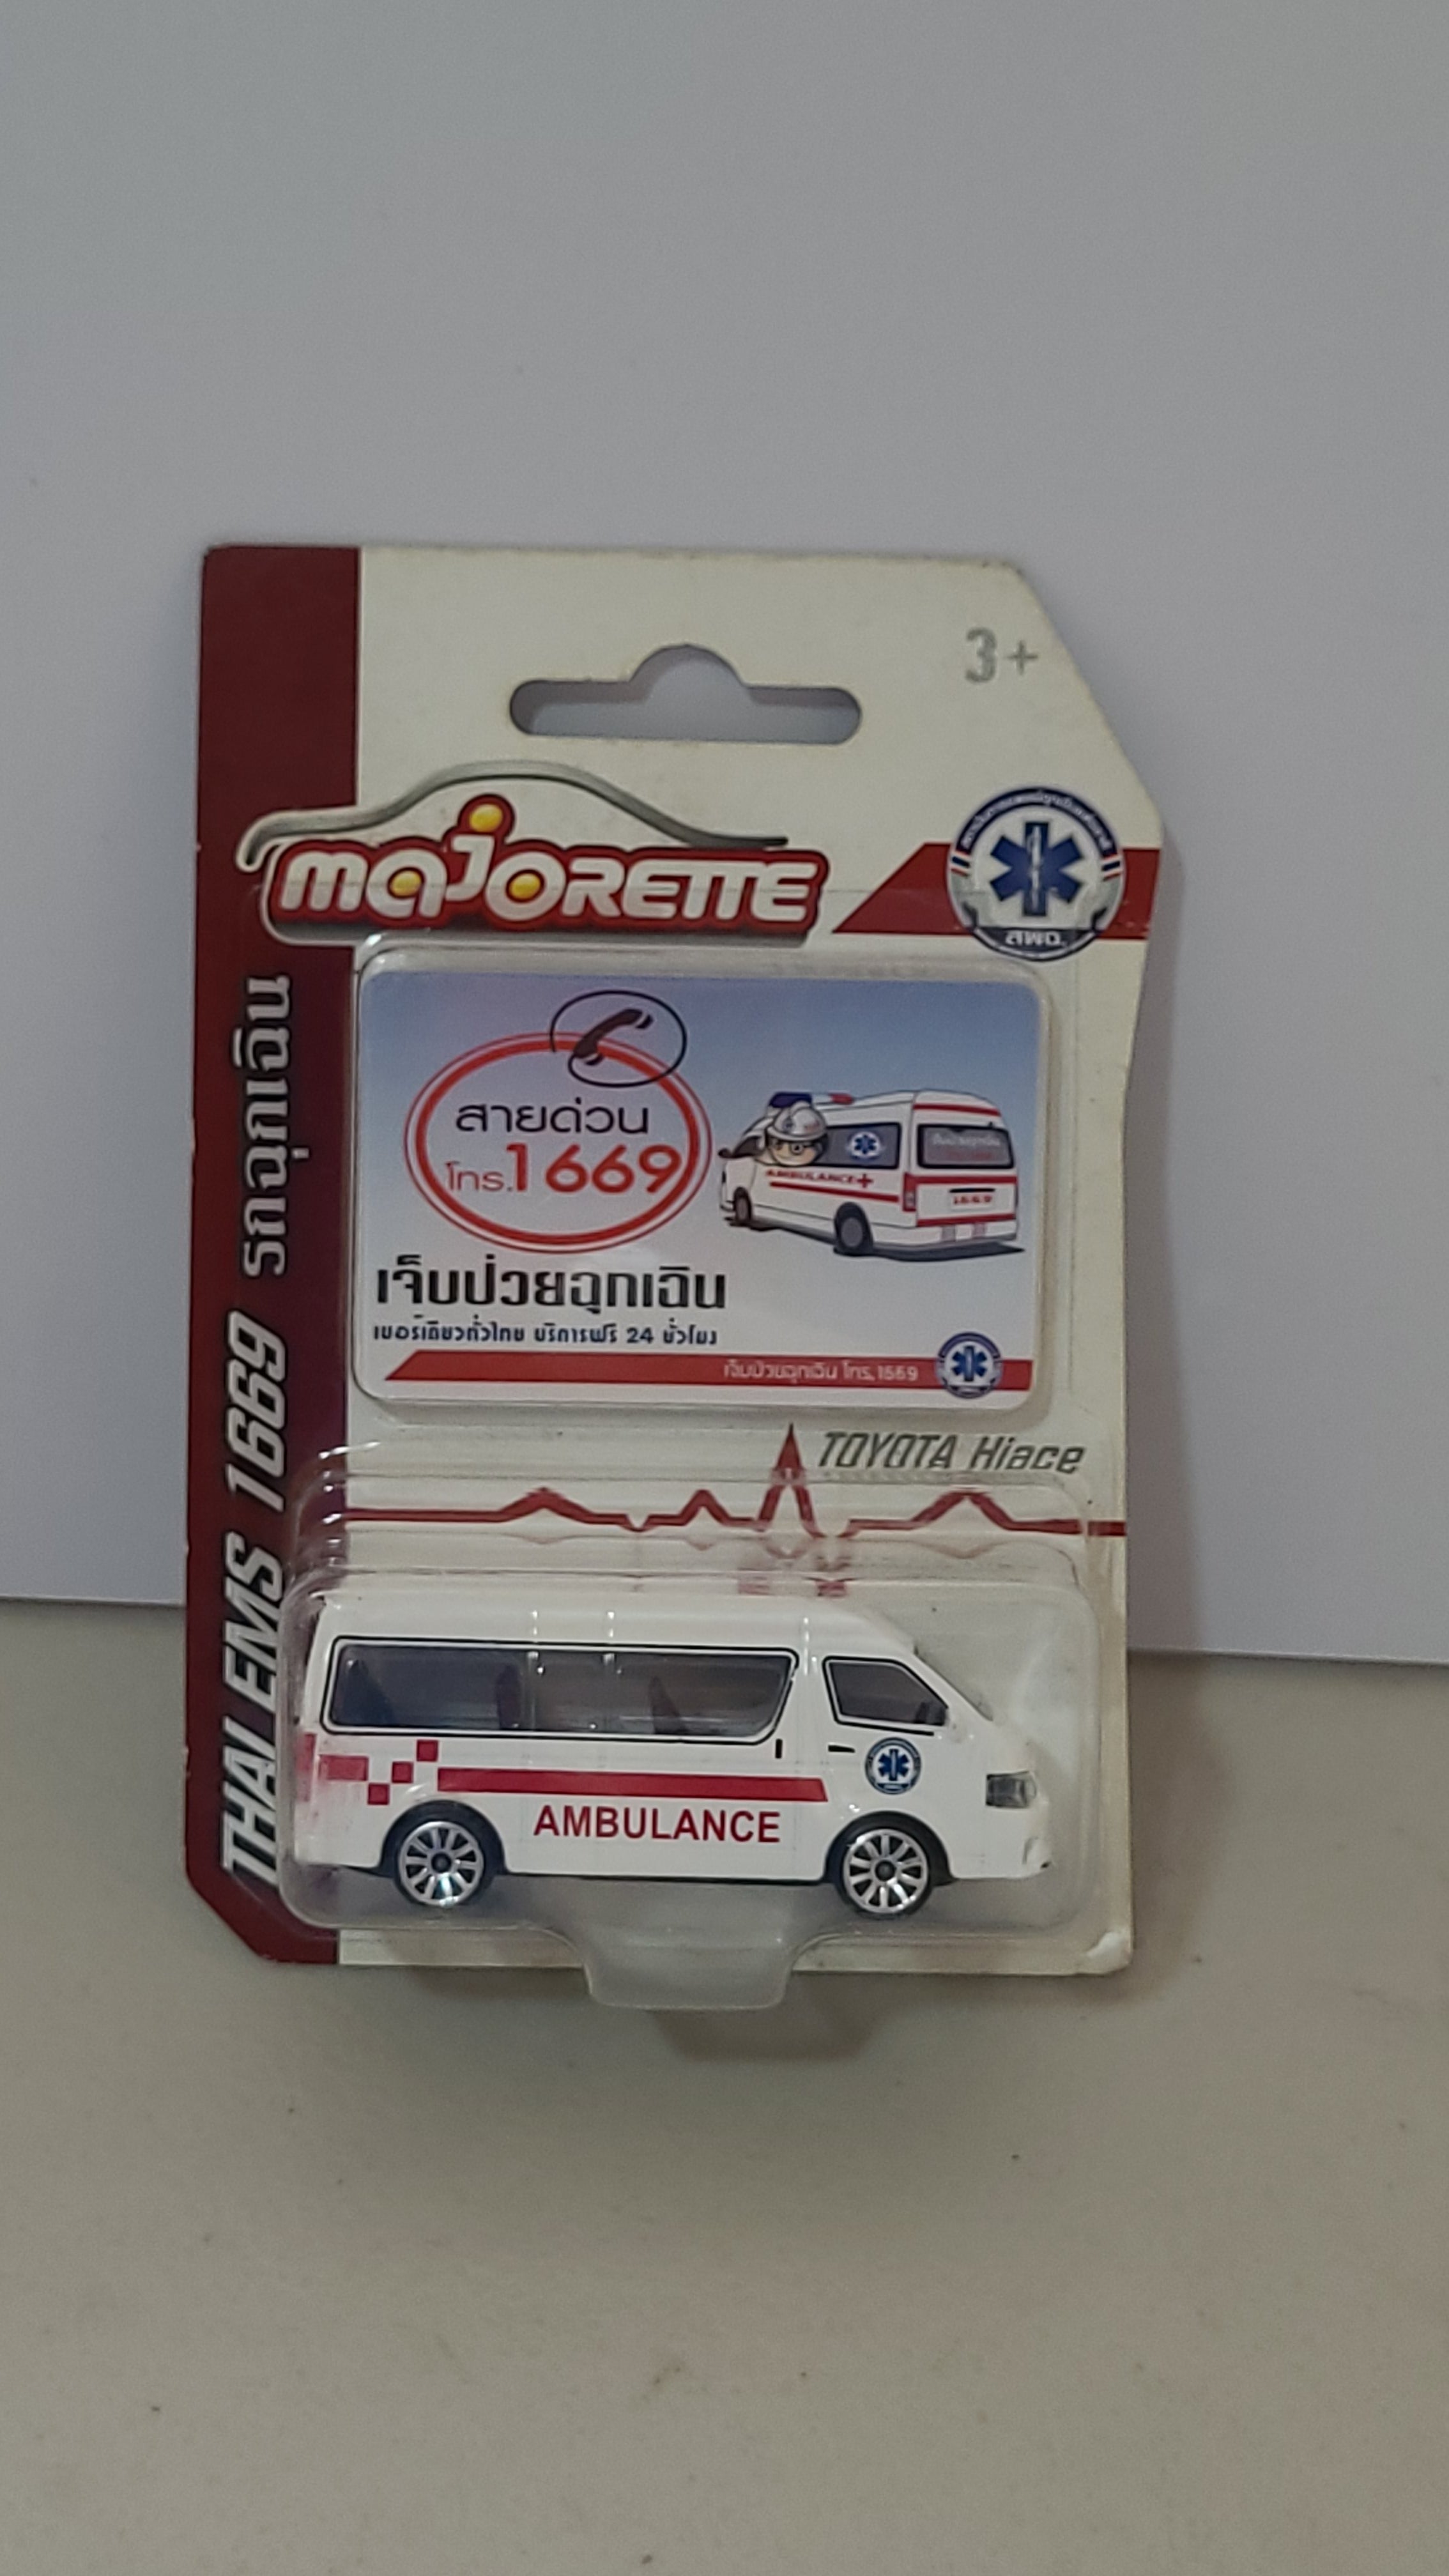 3+
majorette
สพฉ.
สายด่วน
โทร.1669
AMBULANCE+
เจ็บป่วยฉุกเฉิน
เบอร์เดียวทั่วไทย บริการฟรี 24 ชั่วโมง
เจ็บป่วยฉุกเฉิน โทร.1669
THAI EMS 1669 รถฉุกเฉิน
TOYOTA Hiace
AMBULANCE